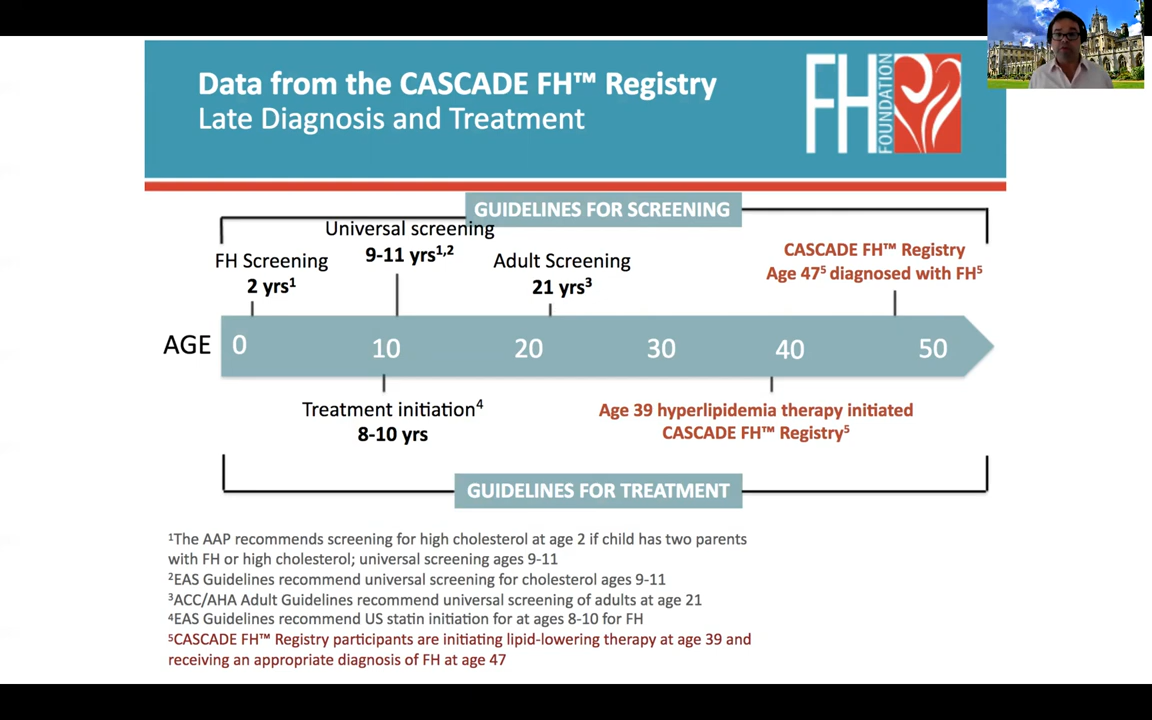 Data from the CASCADE FH™ Registry
Late Diagnosis and Treatment
FH
FOUNDATION
GUIDELINES FOR SCREENING
Universal screening
9-11 yrs1,2
FH Screening
2 yrs1
Adult Screening
21 yrs3
CASCADE FH™ Registry
Age 475 diagnosed with FH5
AGE 0 10 20 30 40 50
Treatment initiation4
8-10 yrs
Age 39 hyperlipidemia therapy initiated
CASCADE FH™ Registry5
GUIDELINES FOR TREATMENT
1The AAP recommends screening for high cholesterol at age 2 if child has two parents
with FH or high cholesterol; universal screening ages 9-11
2EAS Guidelines recommend universal screening for cholesterol ages 9-11
3ACC/AHA Adult Guidelines recommend universal screening of adults at age 21
4EAS Guidelines recommend US statin initiation for at ages 8-10 for FH
5CASCADE FH™ Registry participants are initiating lipid-lowering therapy at age 39 and
receiving an appropriate diagnosis of FH at age 47